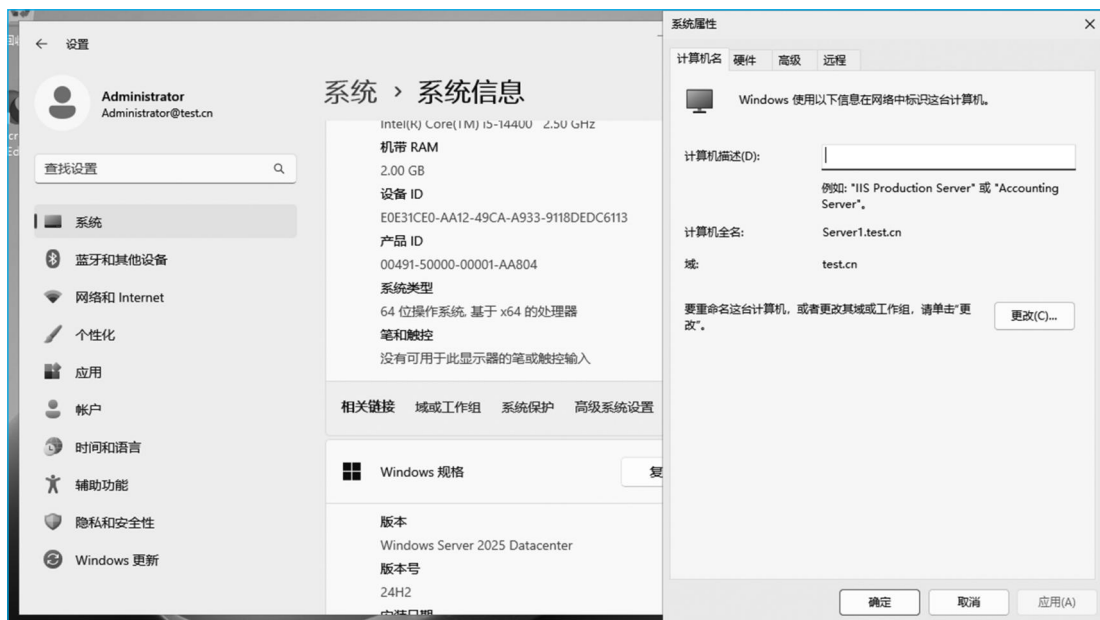 设置
Administrator
Administrator@test.cn
查找设置
系统
蓝牙和其他设备
网络和 Internet
个性化
应用
帐户
时间和语言
辅助功能
隐私和安全性
Windows 更新
系统 › 系统信息
Intel(R) Core(TM) i5-14400 2.50 GHz
机带 RAM
2.00 GB
设备 ID
E0E31CE0-AA12-49CA-A933-9118DEDC6113
产品 ID
00491-50000-00001-AA804
系统类型
64 位操作系统, 基于 x64 的处理器
笔和触控
没有可用于此显示器的笔或触控输入
相关链接 域或工作组 系统保护 高级系统设置
Windows 规格
复
版本
Windows Server 2025 Datacenter
版本号
24H2
安装日期
系统属性
计算机名 硬件 高级 远程
Windows 使用以下信息在网络中标识这台计算机。
计算机描述(D):
例如: "IIS Production Server" 或 "Accounting
Server"。
计算机全名: Server1.test.cn
域: test.cn
要重命名这台计算机，或者更改其域或工作组，请单击"更
改"。
更改(C)...
确定 取消 应用(A)